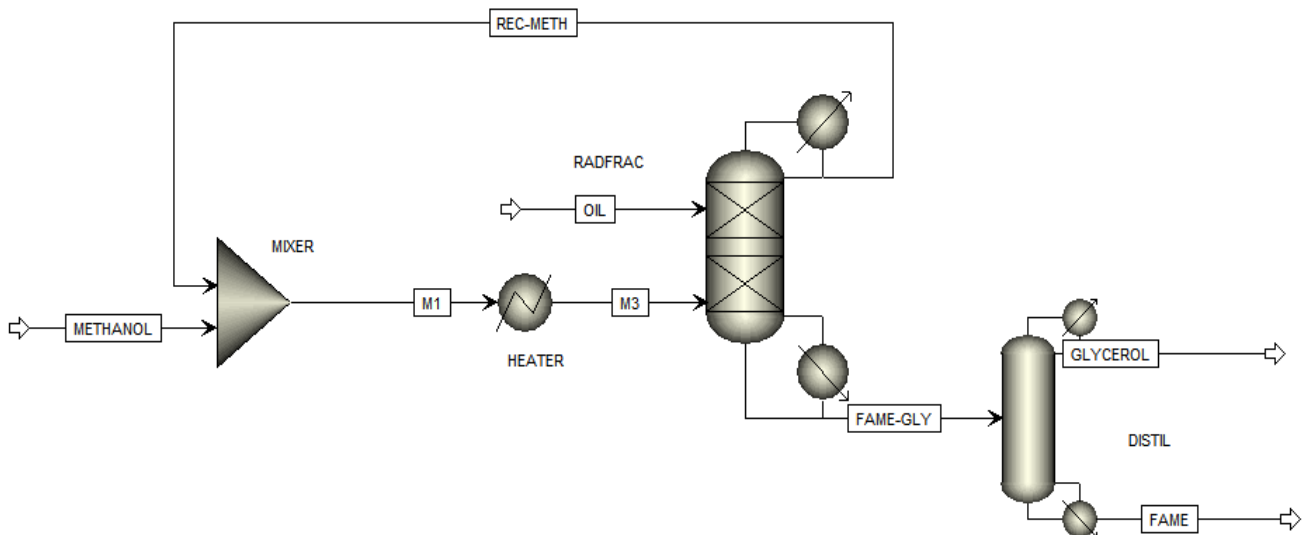 REC-METH
RADFRAC
OIL
MIXER
M1
M3
METHANOL
HEATER
GLYCEROL
FAME-GLY
DISTIL
FAME